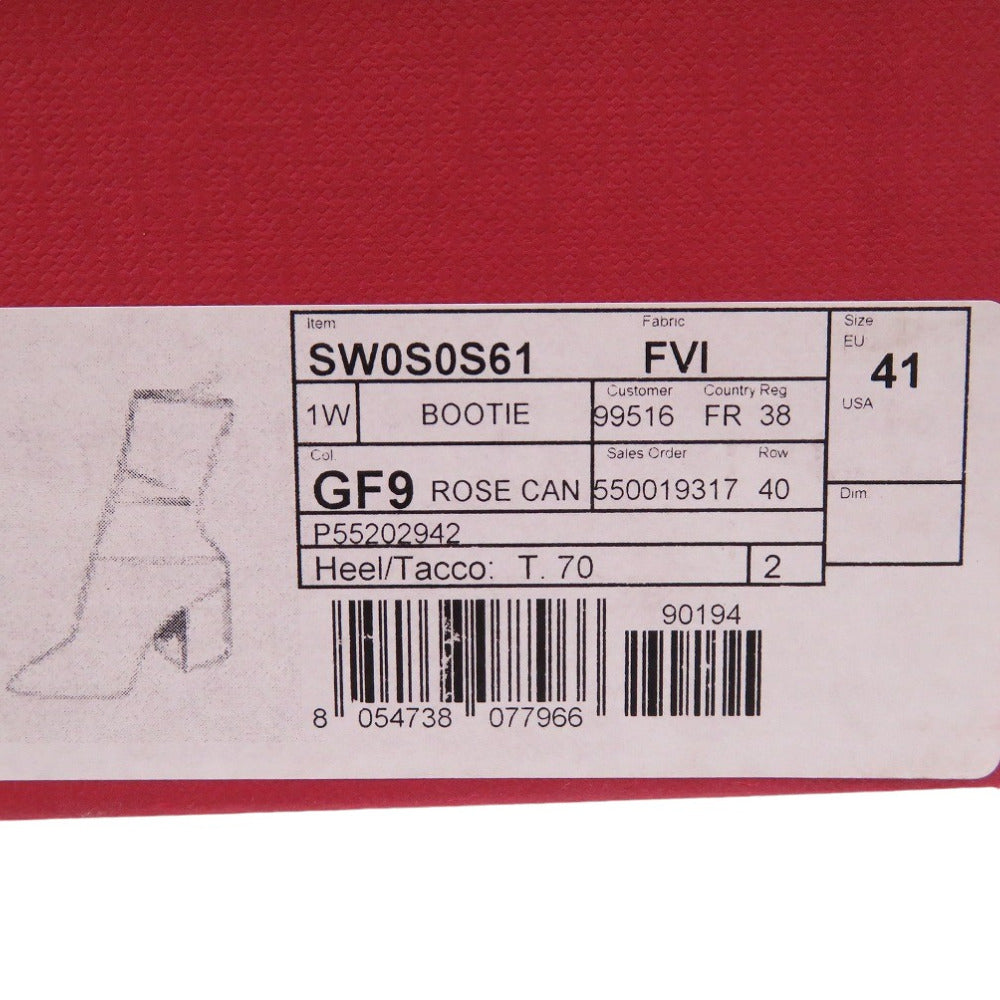 Item Fabric
SW0S0S61 FVI
Size
EU
41
USA
Customer Country Reg
1W BOOTIE 99516 FR 38
Col. Sales Order Row
GF9 ROSE CAN 550019317 40
Dim.
P55202942
Heel/Tacco: T. 70 2
90194
8 054738 077966